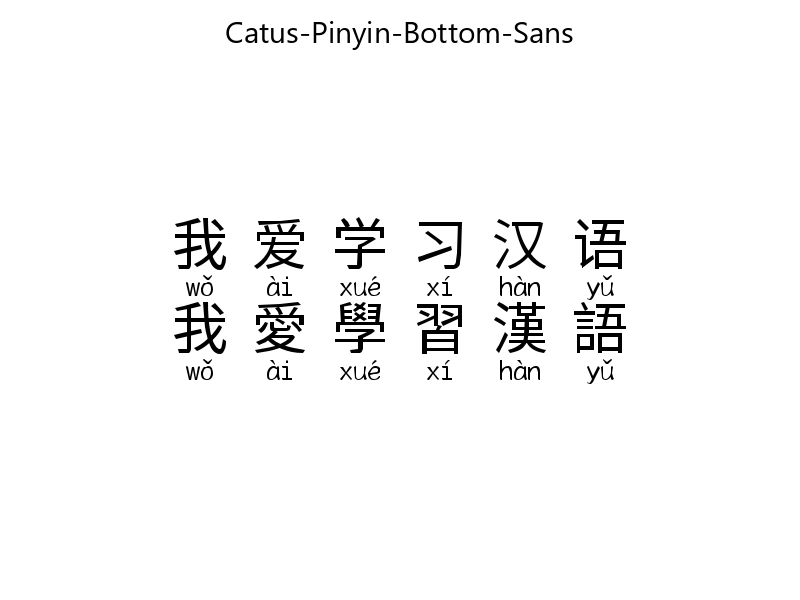 Catus-Pinyin-Bottom-Sans
我 爱 学 习 汉 语
wǒ ài xué xí hàn yǔ
我 愛 學 習 漢 語
wǒ ài xué xí hàn yǔ